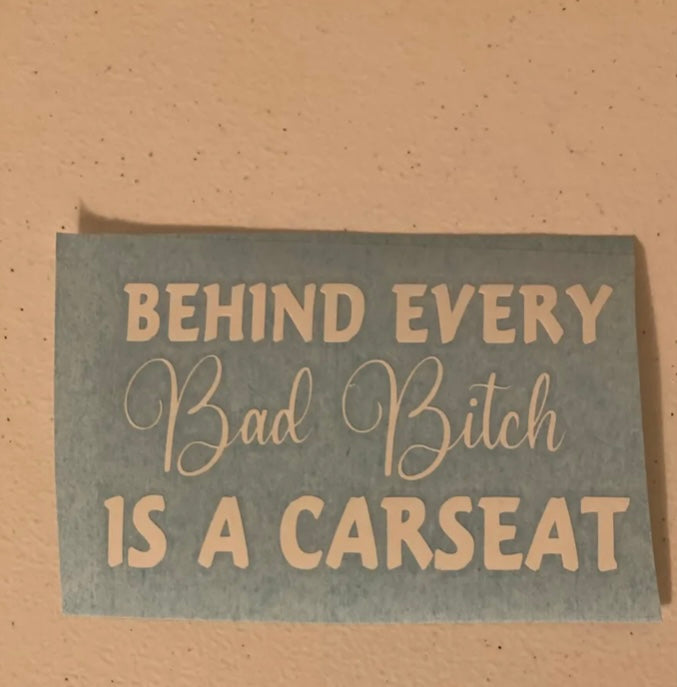 BEHIND EVERY
Bad Bitch
IS A CARSEAT